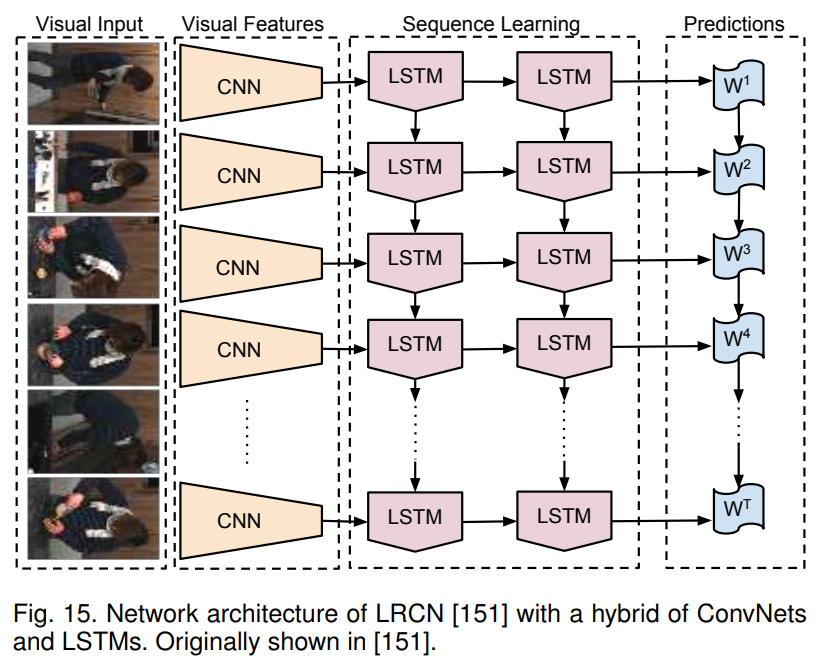 Visual Input Visual Features Sequence Learning Predictions
CNN LSTM LSTM W¹
CNN LSTM LSTM W²
CNN LSTM LSTM W³
CNN LSTM LSTM W⁴
CNN LSTM LSTM Wᵀ
Fig. 15. Network architecture of LRCN [151] with a hybrid of ConvNets
and LSTMs. Originally shown in [151].